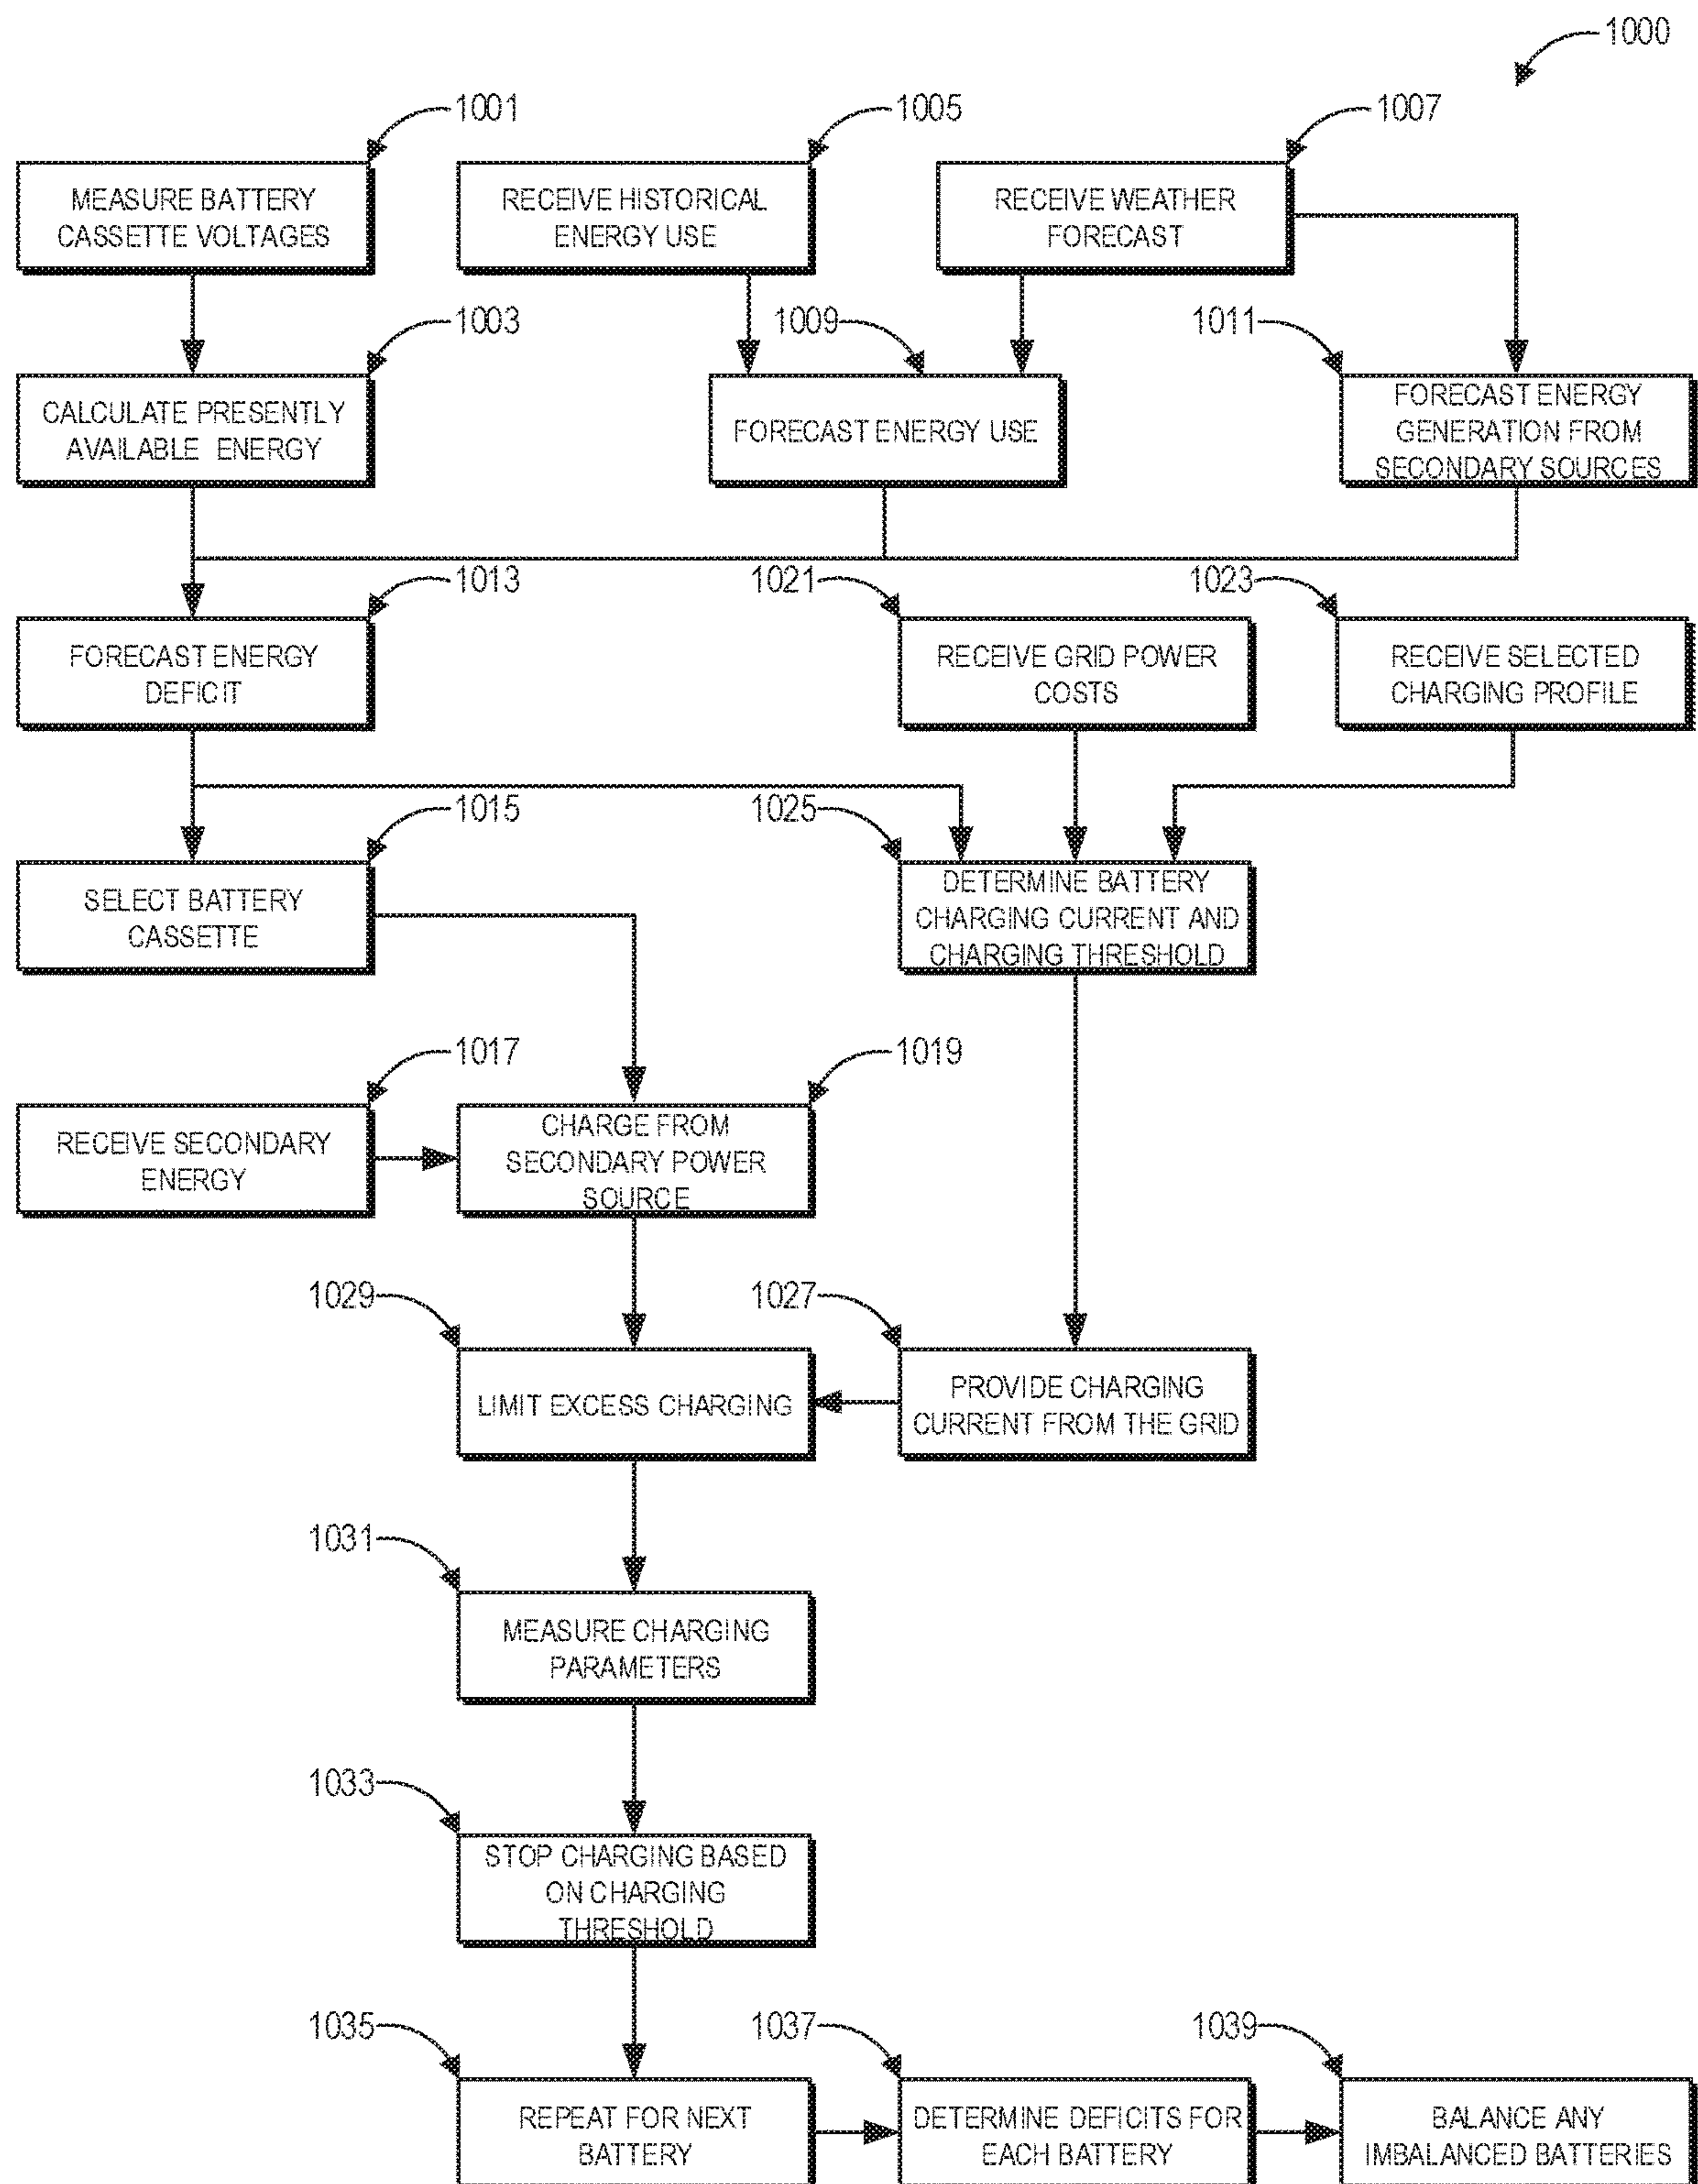 1000
1001
1005
1007
MEASURE BATTERY
CASSETTE VOLTAGES
RECEIVE HISTORICAL
ENERGY USE
RECEIVE WEATHER
FORECAST
1003
1009
1011
CALCULATE PRESENTLY
AVAILABLE ENERGY
FORECAST ENERGY USE
FORECAST ENERGY
GENERATION FROM
SECONDARY SOURCES
1013
1021
1023
FORECAST ENERGY
DEFICIT
RECEIVE GRID POWER
COSTS
RECEIVE SELECTED
CHARGING PROFILE
1015
1025
SELECT BATTERY
CASSETTE
DETERMINE BATTERY
CHARGING CURRENT AND
CHARGING THRESHOLD
1017
1019
RECEIVE SECONDARY
ENERGY
CHARGE FROM
SECONDARY POWER
SOURCE
1029
1027
LIMIT EXCESS CHARGING
PROVIDE CHARGING
CURRENT FROM THE GRID
1031
MEASURE CHARGING
PARAMETERS
1033
STOP CHARGING BASED
ON CHARGING
THRESHOLD
1035
1037
1039
REPEAT FOR NEXT
BATTERY
DETERMINE DEFICITS FOR
EACH BATTERY
BALANCE ANY
IMBALANCED BATTERIES